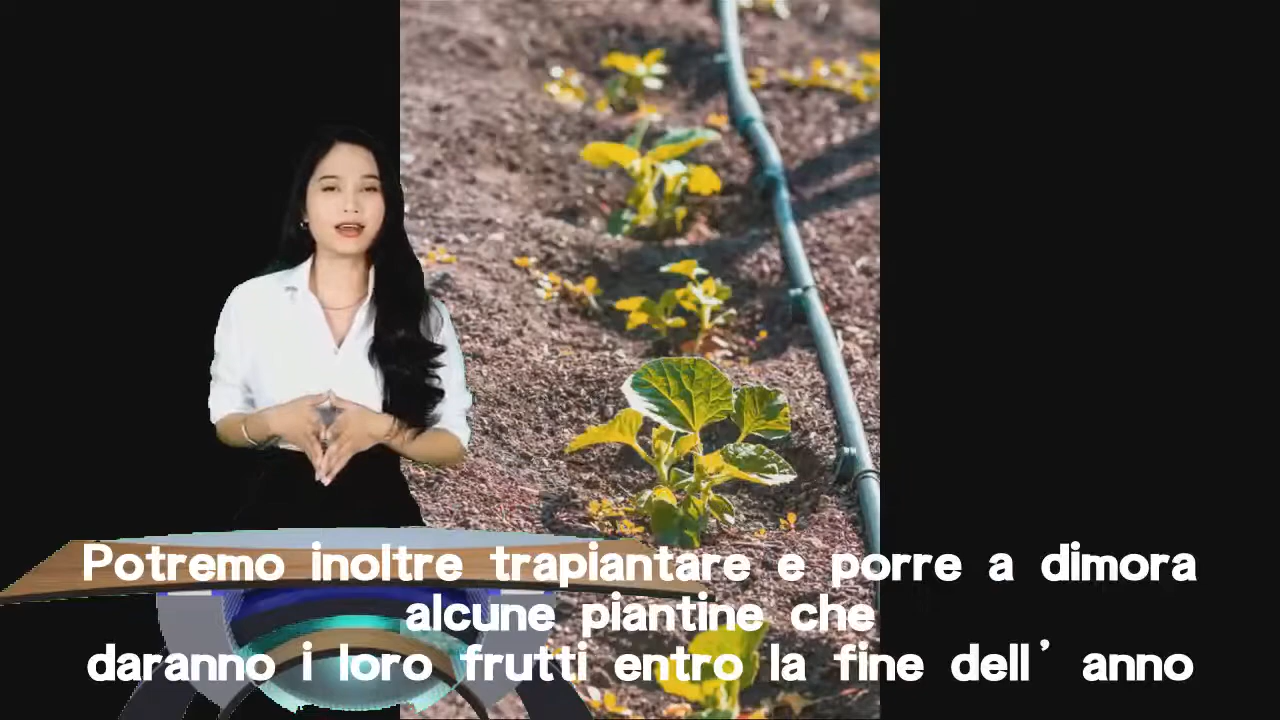 Potremo inoltre trapiantare e porre a dimora
alcune piantine che
daranno i loro frutti entro la fine dell' anno